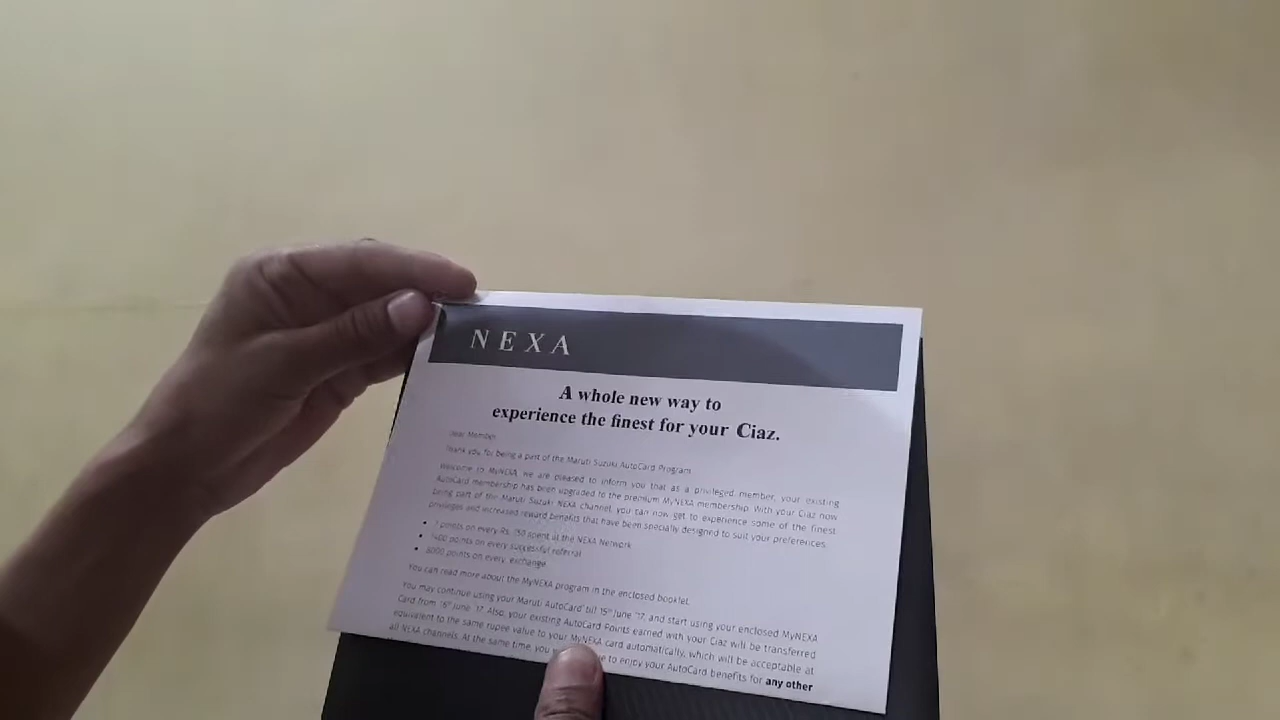 NEXA
A whole new way to
experience the finest for your Ciaz.
Dear Member,
Thank you for being a part of the Maruti Suzuki AutoCard Program.
Welcome to MyNEXA, we are pleased to inform you that as a privileged member, your existing
AutoCard membership has been upgraded to the premium MyNEXA membership. With your Ciaz now
being part of the Maruti Suzuki NEXA channel, you can now get to experience some of the finest
privileges and increased reward benefits that have been specially designed to suit your preferences.
points on every Rs. 150 spent at the NEXA Network
points on every successful referral
points on every exchange
You can read more about the MyNEXA program in the enclosed booklet.
You may continue using your Maruti AutoCard till 15th June '17, and start using your enclosed MyNEXA
Card from 16th June '17. Also, your existing AutoCard Points earned with your Ciaz will be transferred
equivalent to the same rupee value to your MyNEXA card automatically, which will be acceptable at
all NEXA channels. At the same time, you to enjoy your AutoCard benefits for any other